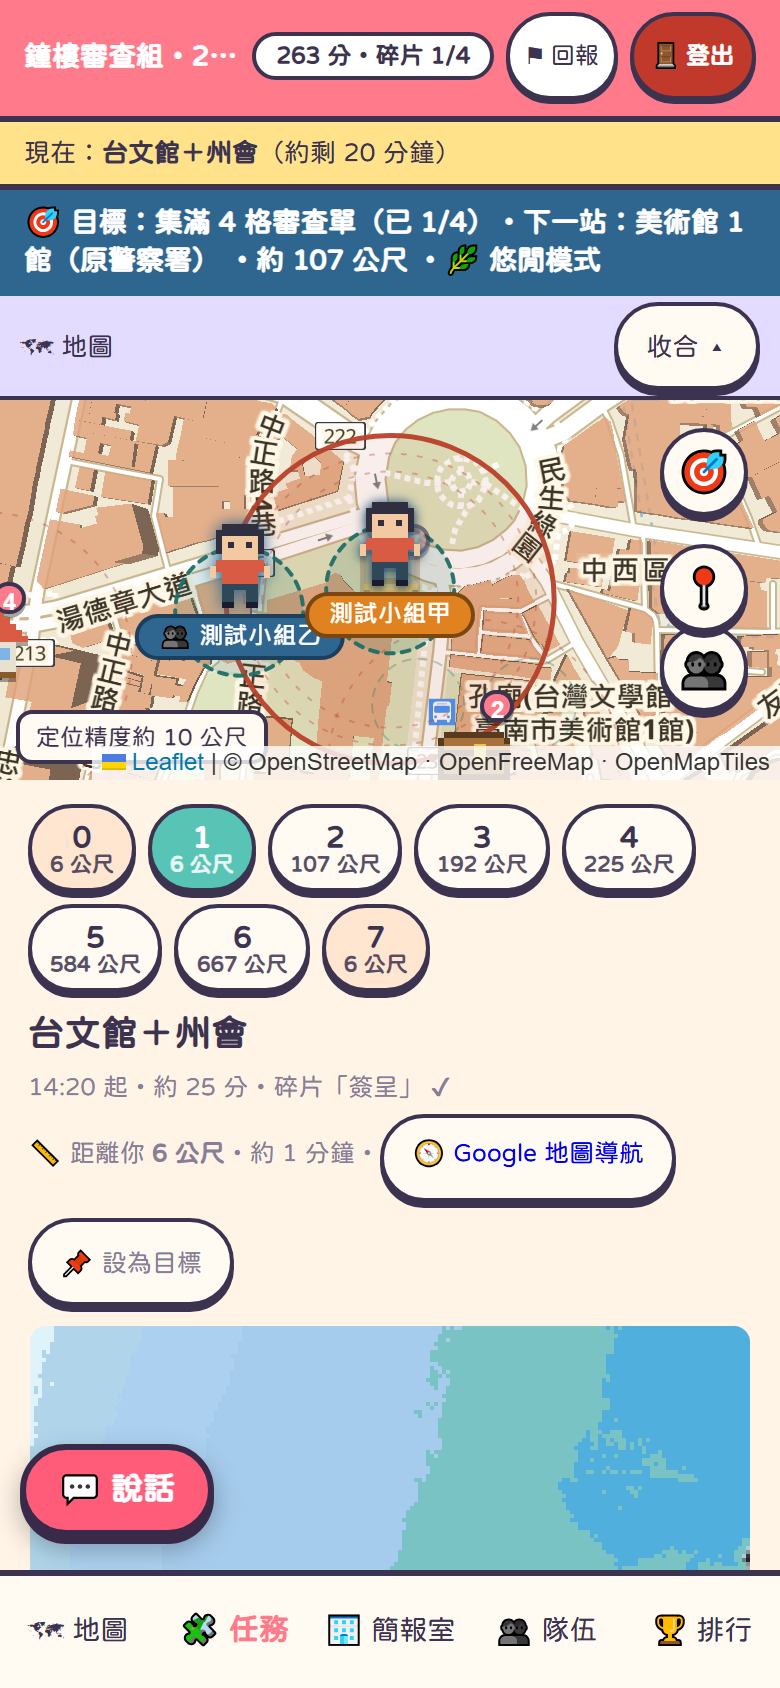 鐘樓審查組・2…
263 分・碎片 1/4
回報
登出
現在：台文館＋州會（約剩 20 分鐘）
目標：集滿 4 格審查單（已 1/4）・下一站：美術館 1
館（原警察署）・約 107 公尺・ 悠閒模式
地圖
收合 ▲
222
中正路
巷
民生綠園
中西區
湯德章大道
4
213
中正路
測試小組甲
測試小組乙
正路
孔廟(台灣文學館
2
南市美術館1館)
友
忠
定位精度約 10 公尺
Leaflet | © OpenStreetMap · OpenFreeMap · OpenMapTiles
0
6 公尺
1
6 公尺
2
107 公尺
3
192 公尺
4
225 公尺
5
584 公尺
6
667 公尺
7
6 公尺
台文館＋州會
14:20 起・約 25 分・碎片「簽呈」 ✓
距離你 6 公尺・約 1 分鐘・
Google 地圖導航
設為目標
說話
地圖
任務
簡報室
隊伍
排行